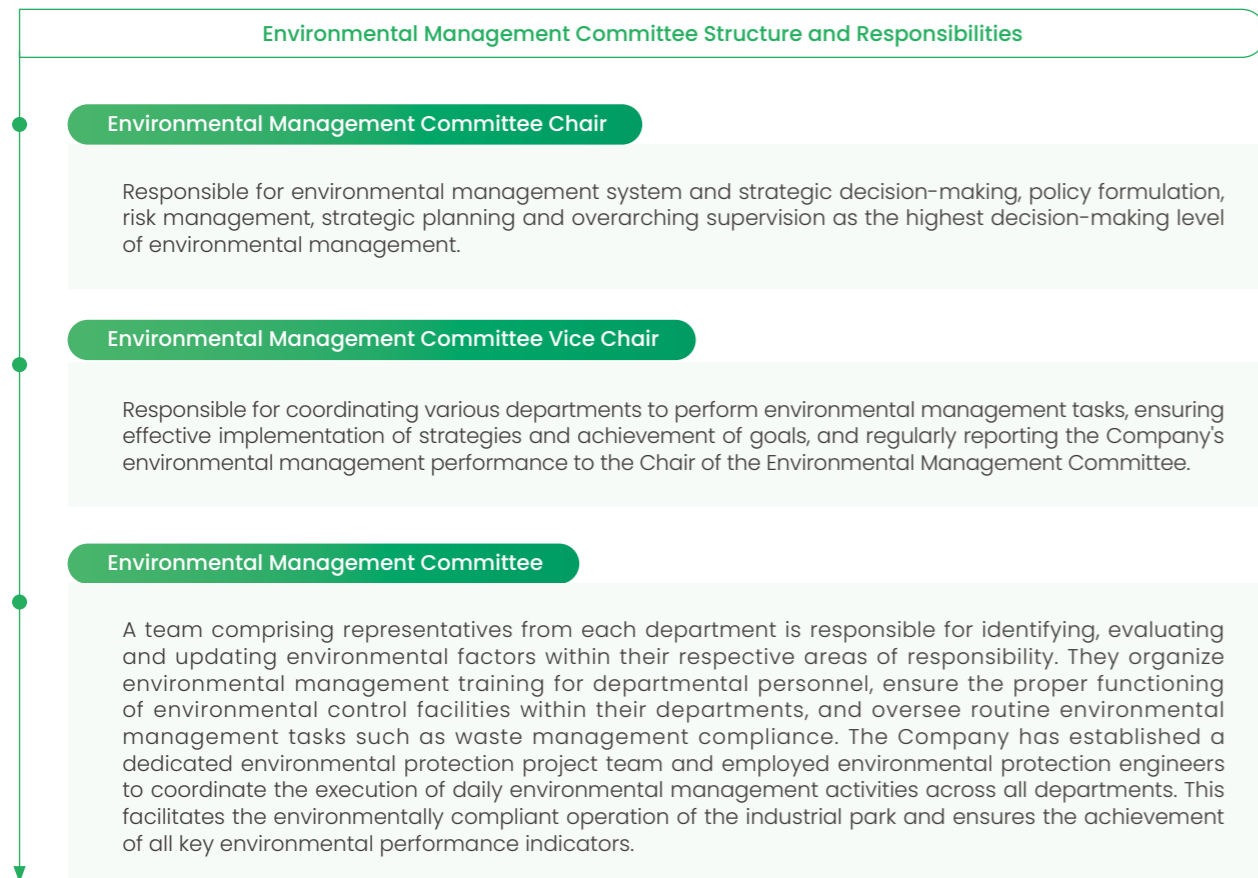 Environmental Management Committee Structure and Responsibilities
Environmental Management Committee Chair
Responsible for environmental management system and strategic decision-making, policy formulation,
risk management, strategic planning and overarching supervision as the highest decision-making level
of environmental management.
Environmental Management Committee Vice Chair
Responsible for coordinating various departments to perform environmental management tasks, ensuring
effective implementation of strategies and achievement of goals, and regularly reporting the Company's
environmental management performance to the Chair of the Environmental Management Committee.
Environmental Management Committee
A team comprising representatives from each department is responsible for identifying, evaluating
and updating environmental factors within their respective areas of responsibility. They organize
environmental management training for departmental personnel, ensure the proper functioning
of environmental control facilities within their departments, and oversee routine environmental
management tasks such as waste management compliance. The Company has established a
dedicated environmental protection project team and employed environmental protection engineers
to coordinate the execution of daily environmental management activities across all departments. This
facilitates the environmentally compliant operation of the industrial park and ensures the achievement
of all key environmental performance indicators.